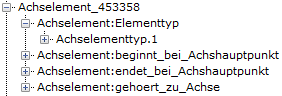 Achselement_453358
Achselement:Elementtyp
Achselementtyp.1
Achselement:beginnt_bei_Achshauptpunkt
Achselement:endet_bei_Achshauptpunkt
Achselement:gehoert_zu_Achse